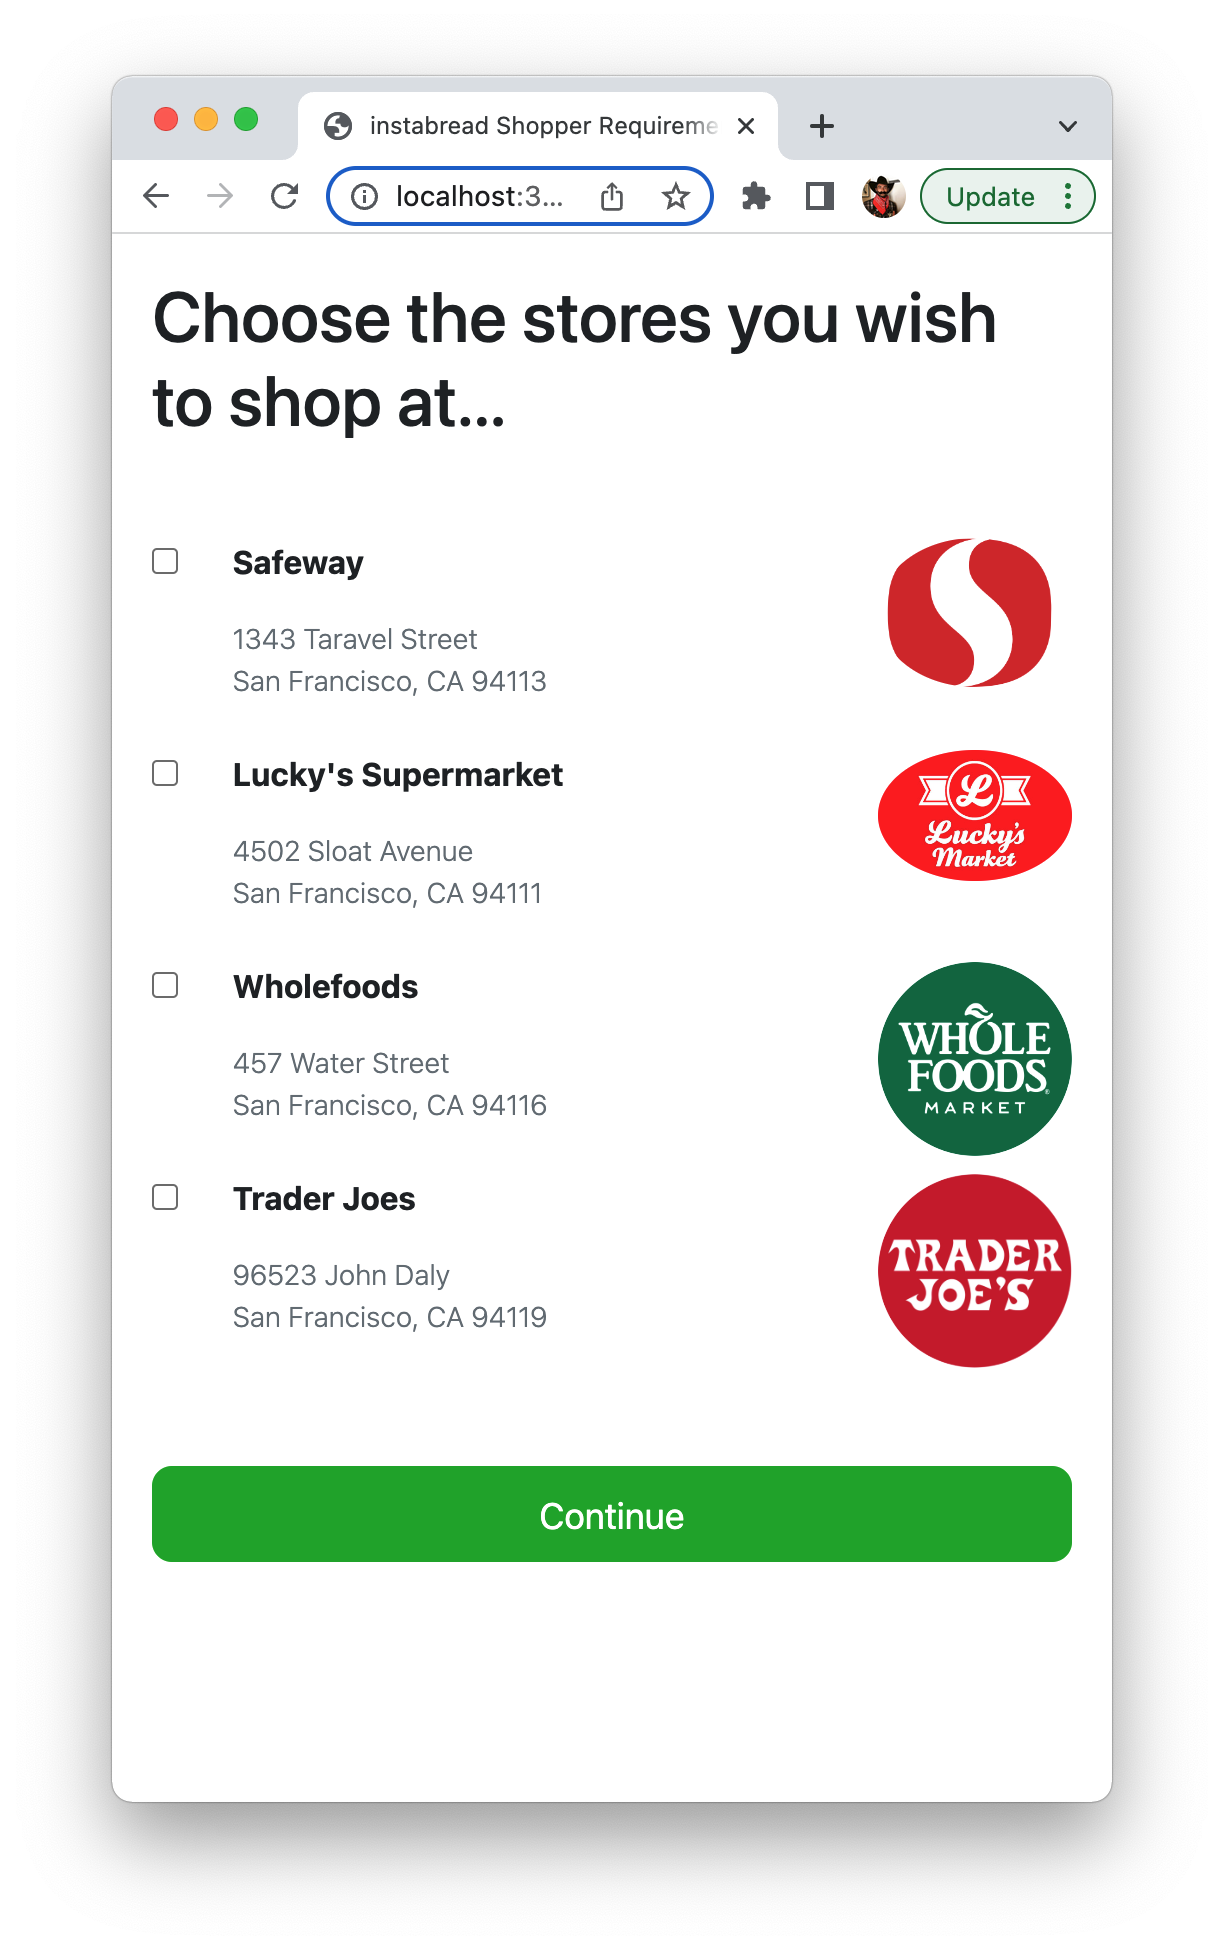 instabread Shopper Requireme
localhost:3...
Update
Choose the stores you wish
to shop at...
Safeway
1343 Taravel Street
San Francisco, CA 94113
Lucky's Supermarket
4502 Sloat Avenue
San Francisco, CA 94111
L
Lucky's
Market
Wholefoods
457 Water Street
San Francisco, CA 94116
WHOLE
FOODS
MARKET
Trader Joes
96523 John Daly
San Francisco, CA 94119
TRADER
JOE'S
Continue